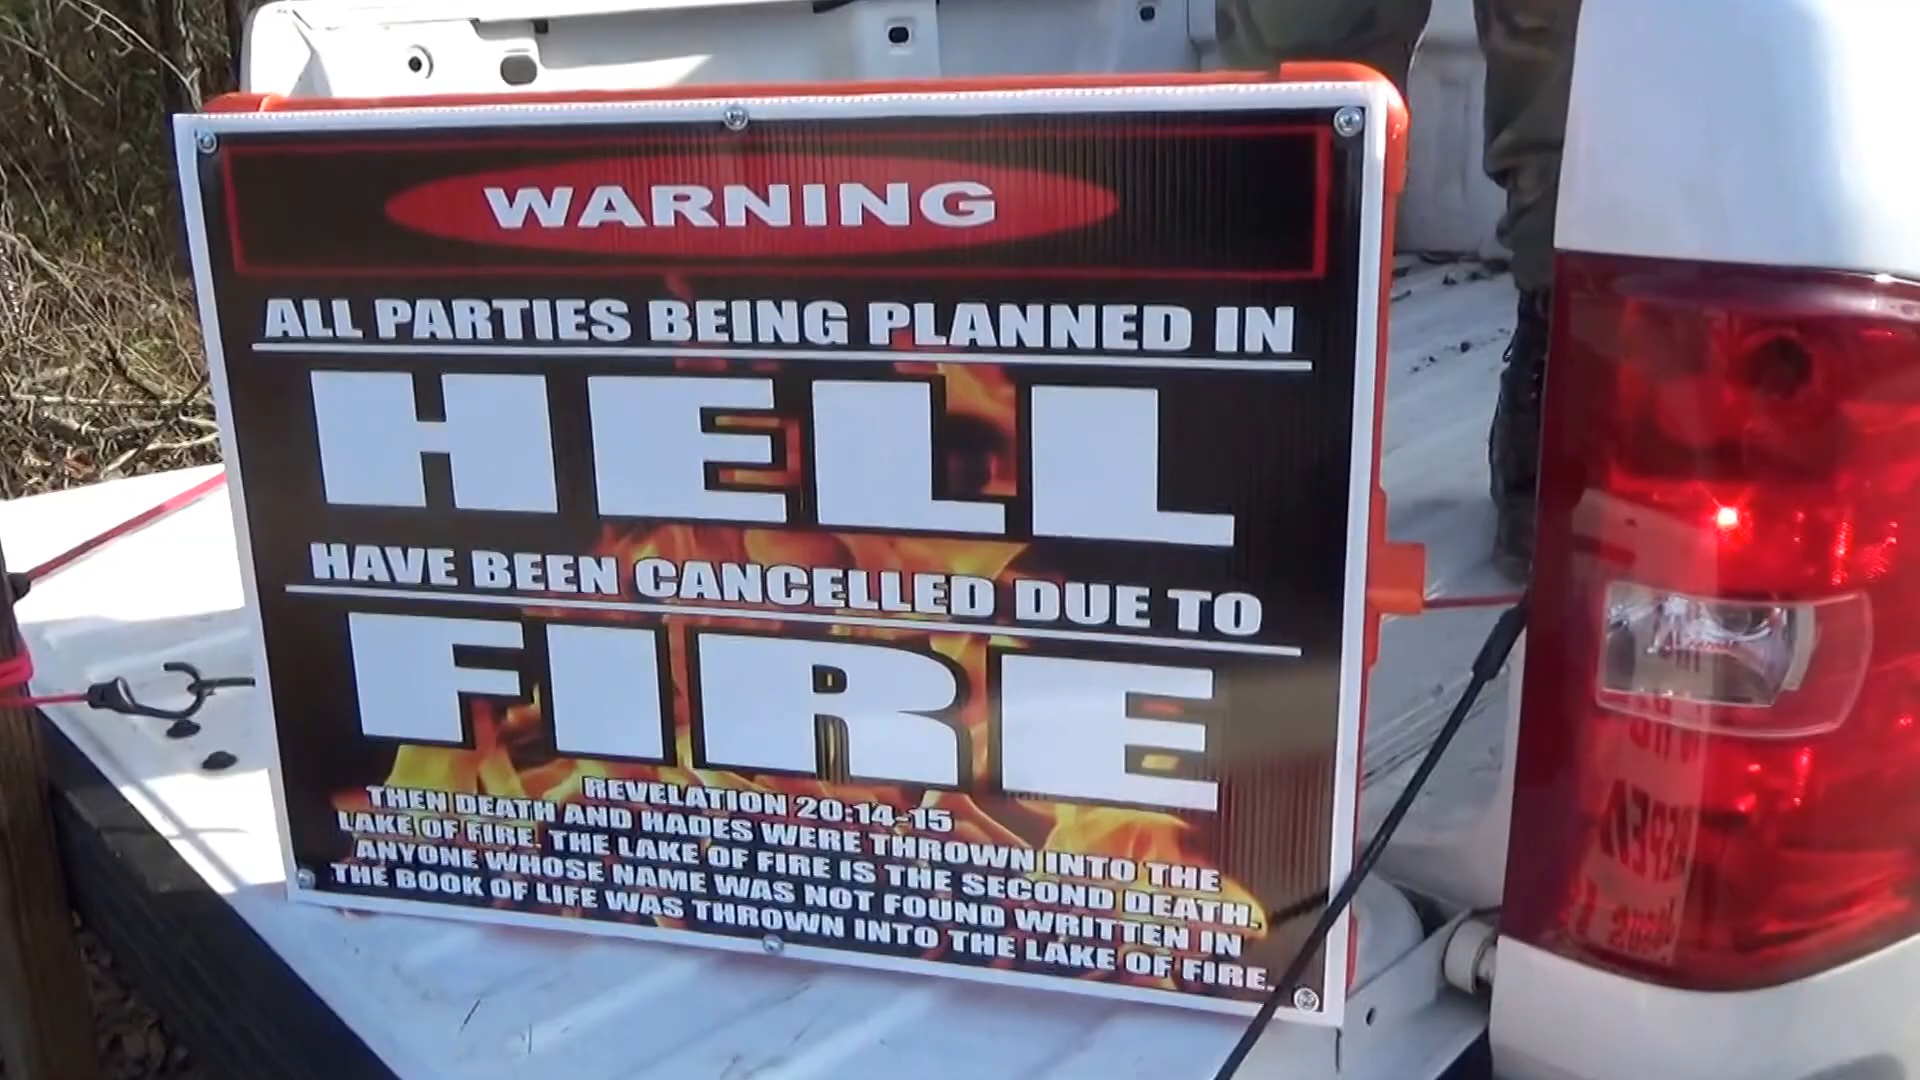 WARNING
ALL PARTIES BEING PLANNED IN
HELL
HAVE BEEN CANCELLED DUE TO
FIRE
REVELATION 20:14-15
THEN DEATH AND HADES WERE THROWN INTO THE
LAKE OF FIRE. THE LAKE OF FIRE IS THE SECOND DEATH.
ANYONE WHOSE NAME WAS NOT FOUND WRITTEN IN
THE BOOK OF LIFE WAS THROWN INTO THE LAKE OF FIRE.